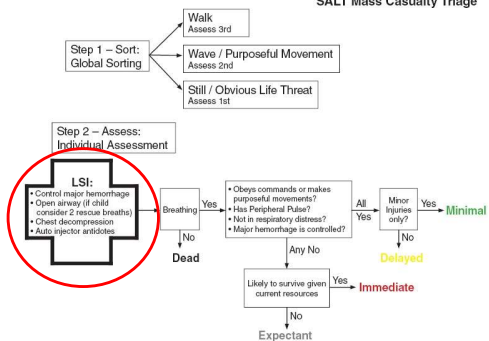 SALT Mass Casualty Triage
Walk
Assess 3rd
Step 1 – Sort:
Global Sorting
Wave / Purposeful Movement
Assess 2nd
Still / Obvious Life Threat
Assess 1st
Step 2 – Assess:
Individual Assessment
LSI:
• Control major hemorrhage
• Open airway (if child
consider 2 rescue breaths)
• Chest decompression
• Auto injector antidotes
Breathing
Yes
No
Dead
• Obeys commands or makes
purposeful movements?
• Has Peripheral Pulse?
• Not in respiratory distress?
• Major hemorrhage is controlled?
All
Yes
Minor
Injuries
only?
Yes
Minimal
No
Delayed
Any No
Likely to survive given
current resources
Yes
Immediate
No
Expectant